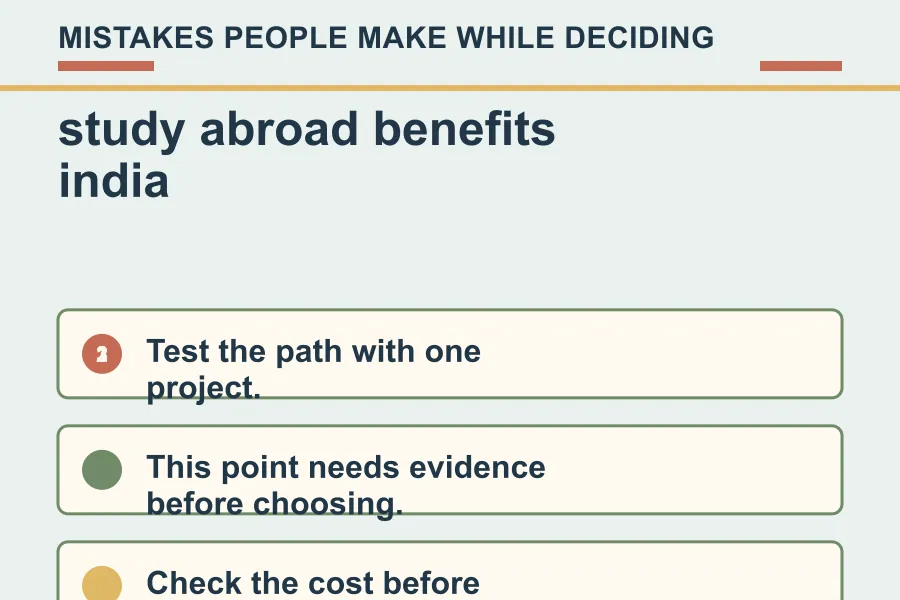 MISTAKES PEOPLE MAKE WHILE DECIDING
study abroad benefits
india
Test the path with one
project.
This point needs evidence
before choosing.
Check the cost before